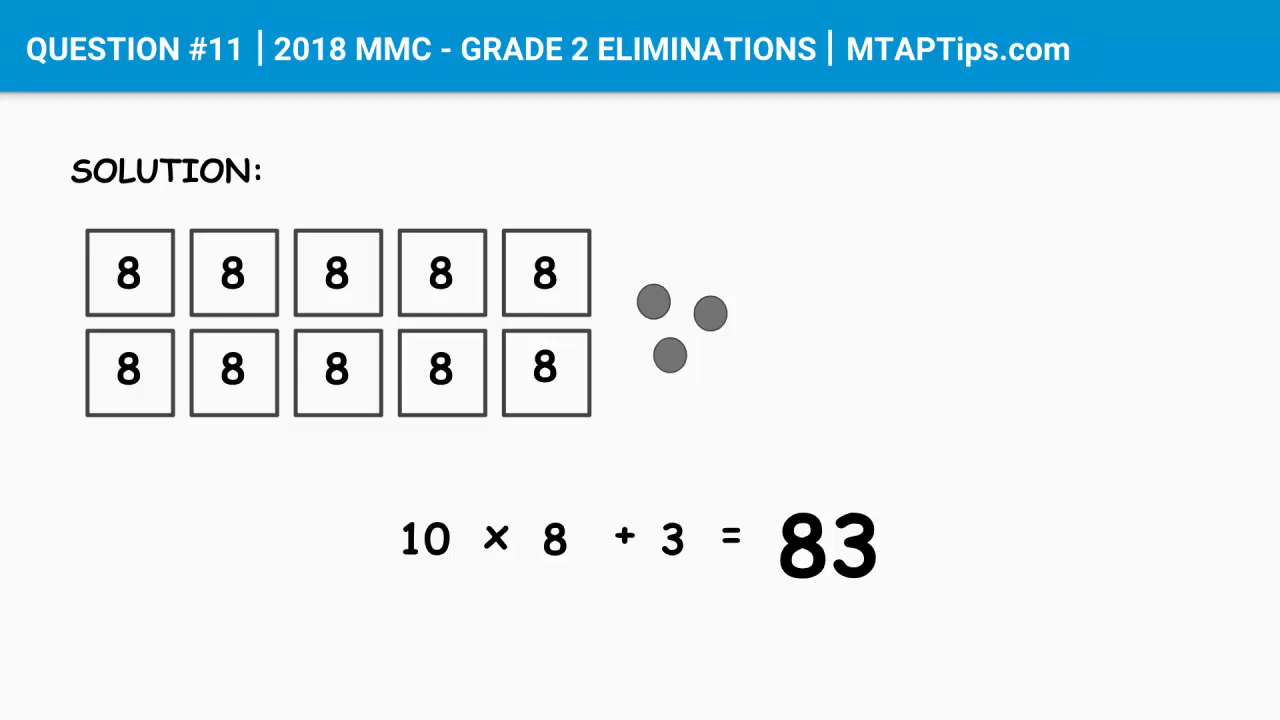 QUESTION #11 | 2018 MMC - GRADE 2 ELIMINATIONS | MTAPTips.com
SOLUTION:
8 8 8 8 8
8 8 8 8 8
10 × 8 + 3 = 83